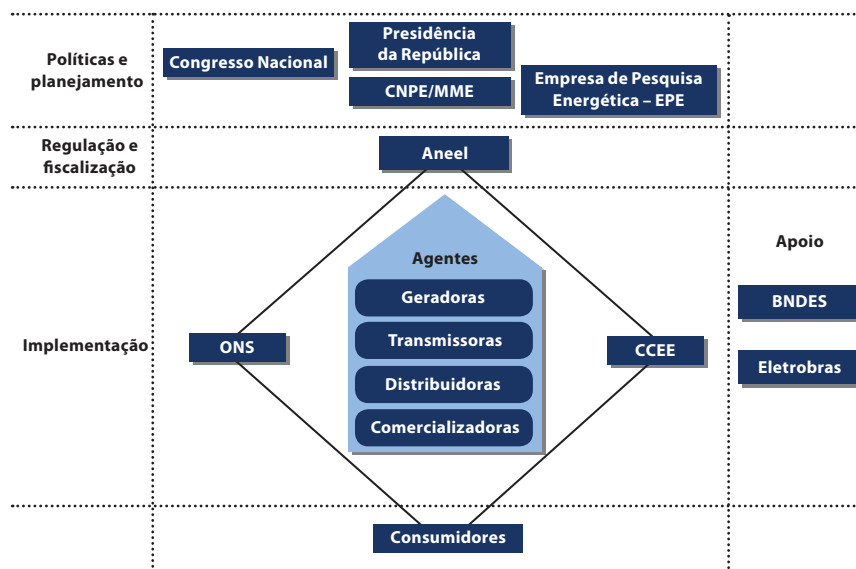 Políticas e
planejamento
Congresso Nacional
Presidência
da República
CNPE/MME
Empresa de Pesquisa
Energética – EPE
Regulação e
fiscalização
Aneel
Implementação
ONS
Agentes
Geradoras
Transmissoras
Distribuidoras
Comercializadoras
CCEE
Apoio
BNDES
Eletrobras
Consumidores